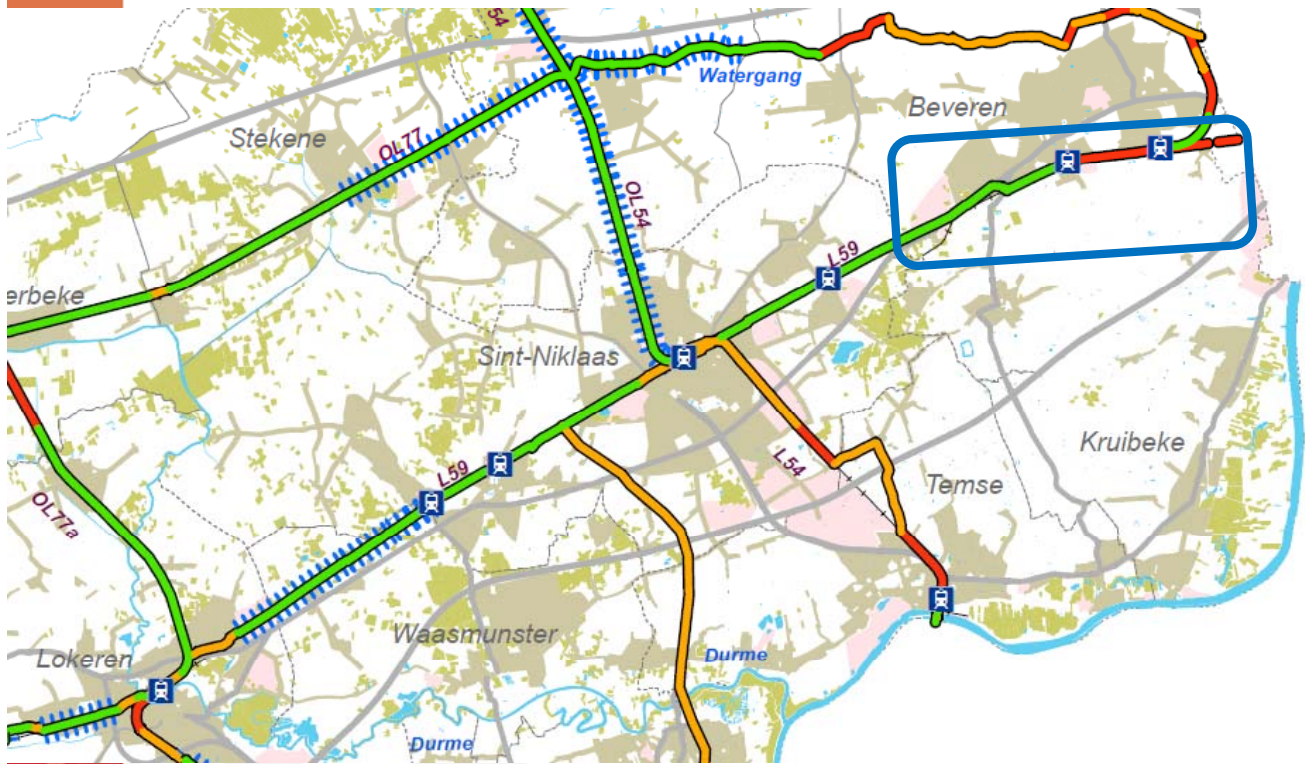 54
Watergang
Beveren
Stekene
OL77
OL54
L59
erbeke
Sint-Niklaas
Kruibeke
L59
L54
Temse
OL77a
Waasmunster
Lokeren
Durme
Durme